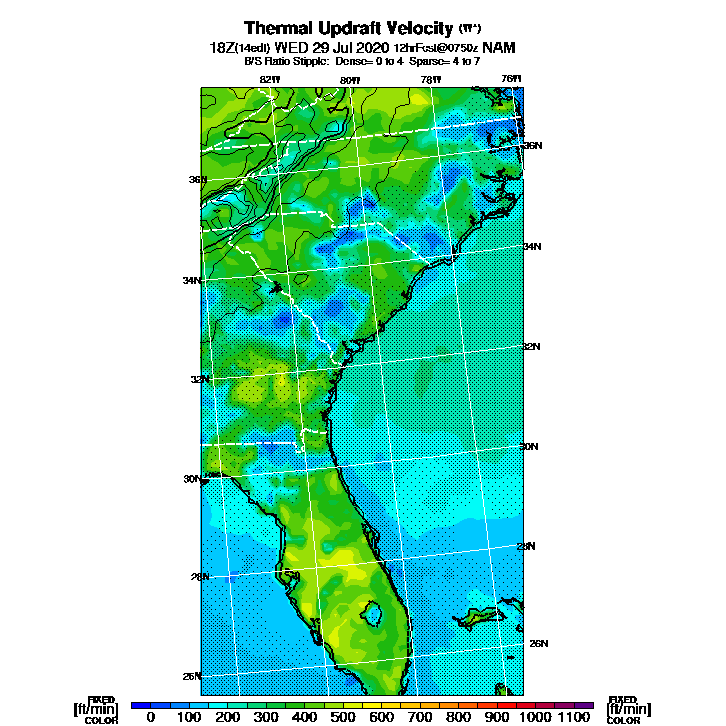 Thermal Updraft Velocity (W*)
18Z(14edt) WED 29 Jul 2020 12hrFcst@0750z NAM
B/S Ratio Stipple: Dense= 0 to 4 Sparse= 4 to 7
82W 80W 78W 76W
36N 36N
34N 34N
32N 32N
30N 30N
28N 28N
26N 26N
FIXED FIXED
[ft/min] [ft/min]
COLOR COLOR
0 100 200 300 400 500 600 700 800 900 1000 1100